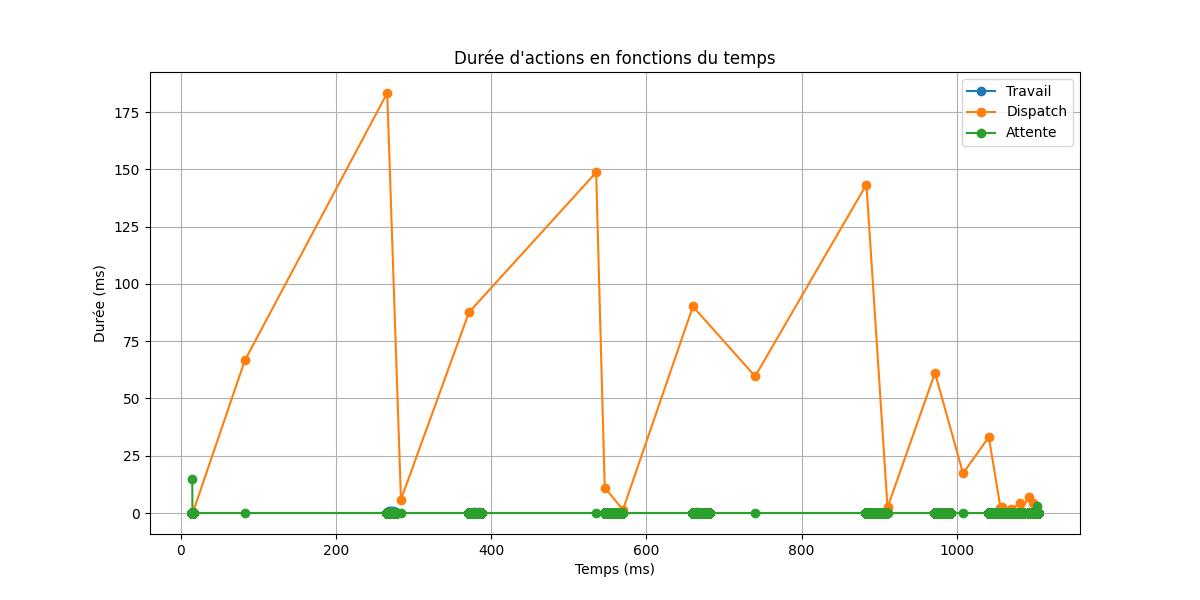 Durée d'actions en fonctions du temps
Travail
Dispatch
Attente
175
150
125
100
75
50
25
0
Durée (ms)
0 200 400 600 800 1000
Temps (ms)